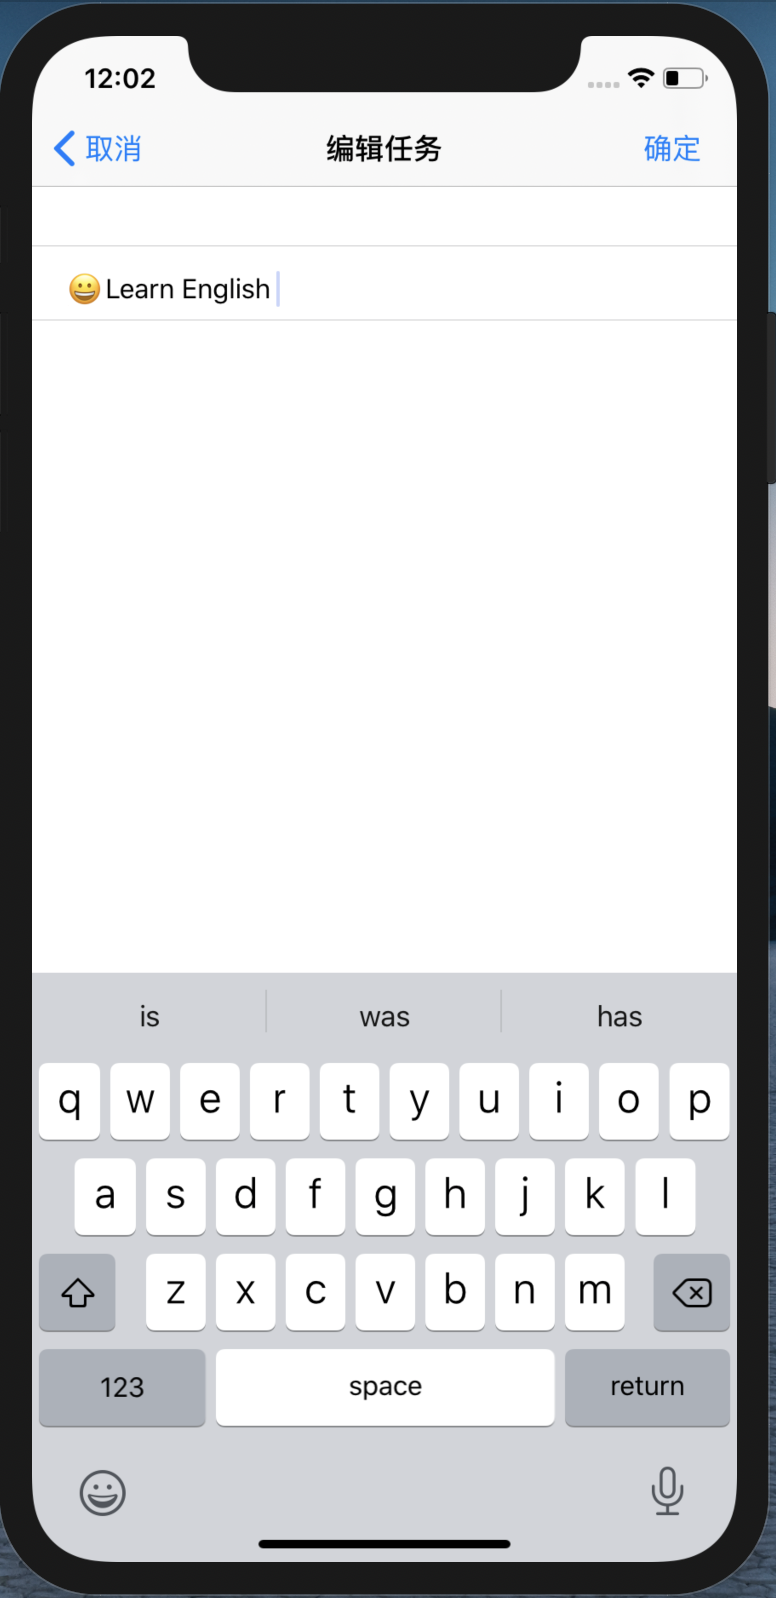 12:02
取消 编辑任务 确定
😀Learn English
is was has
q w e r t y u i o p
a s d f g h j k l
z x c v b n m
123 space return